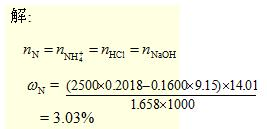 解:
n_N = n_{NH_4^+} = n_{HCl} = n_{NaOH}
ω_N = \frac{(2500×0.2018−0.1600×9.15)×14.01}{1.658×1000}
= 3.03%